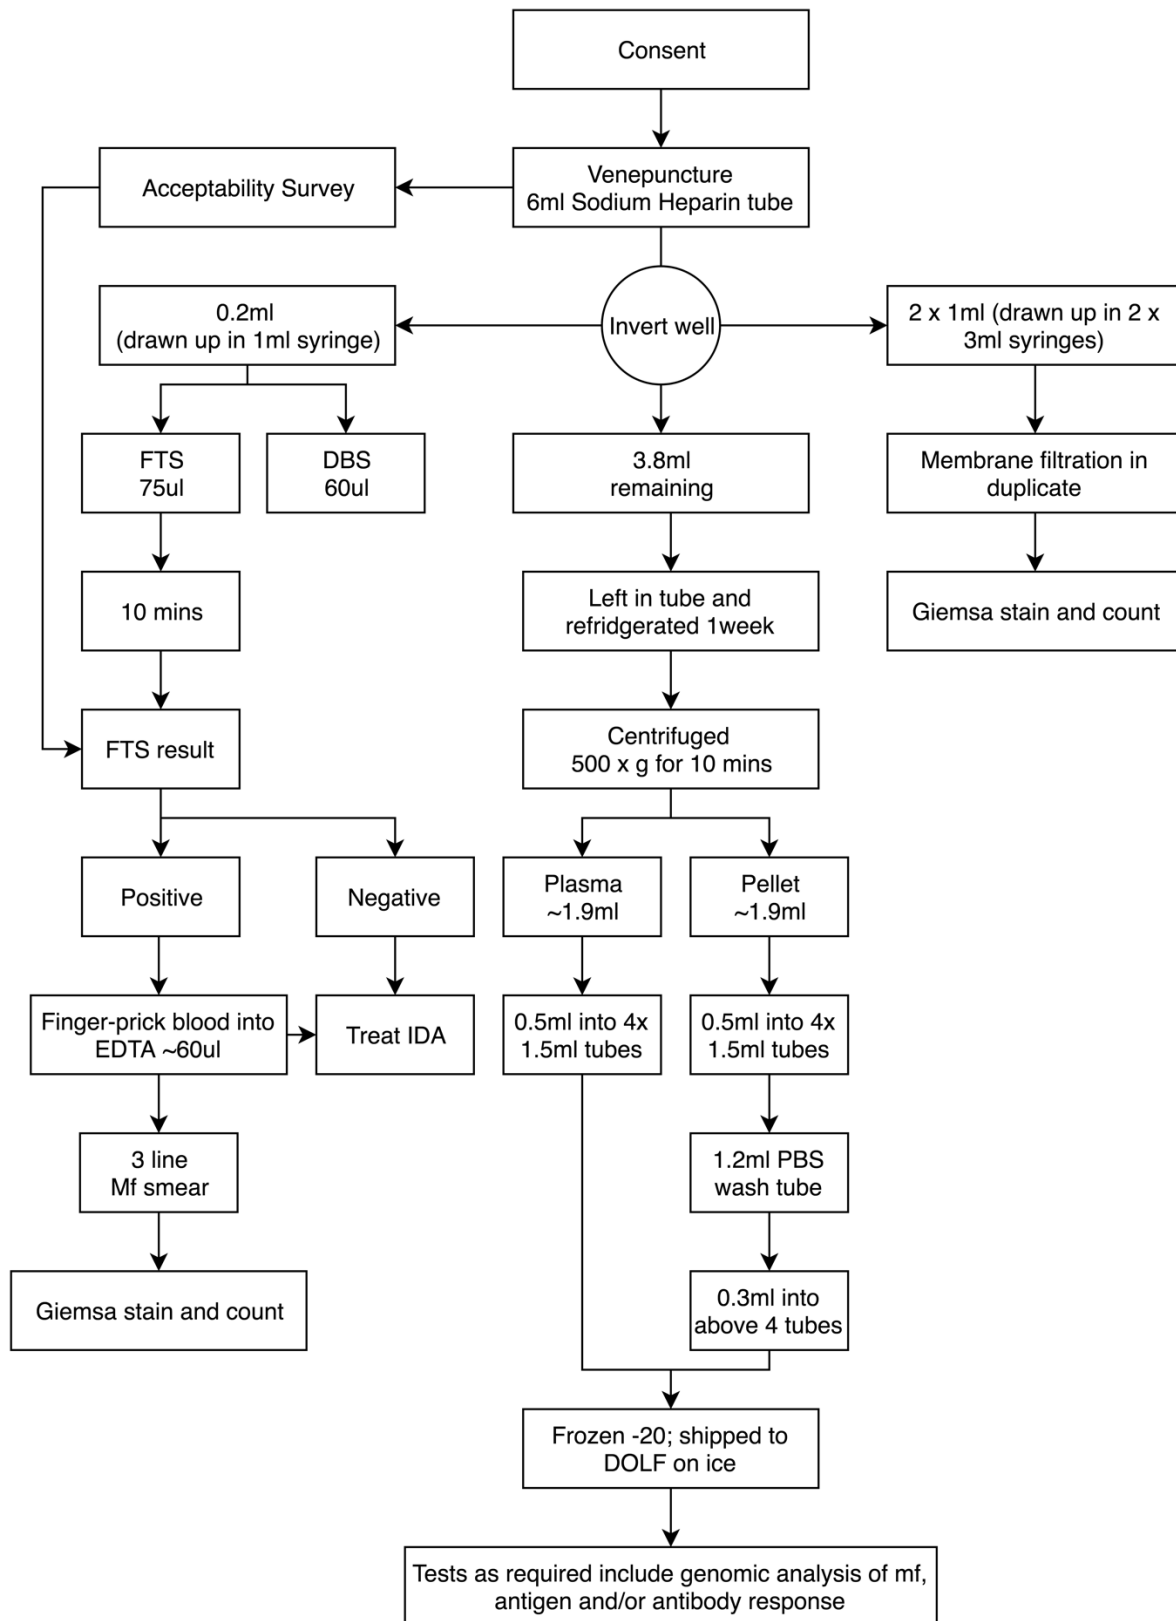 Consent
Venepuncture
6ml Sodium Heparin tube
Acceptability Survey
Invert well
0.2ml
(drawn up in 1ml syringe)
2 x 1ml (drawn up in 2 x
3ml syringes)
FTS
75ul
DBS
60ul
3.8ml
remaining
Membrane filtration in
duplicate
10 mins
Left in tube and
refridgerated 1week
Giemsa stain and count
FTS result
Centrifuged
500 x g for 10 mins
Positive
Negative
Plasma
~1.9ml
Pellet
~1.9ml
Finger-prick blood into
EDTA ~60ul
Treat IDA
0.5ml into 4x
1.5ml tubes
0.5ml into 4x
1.5ml tubes
3 line
Mf smear
1.2ml PBS
wash tube
Giemsa stain and count
0.3ml into
above 4 tubes
Frozen -20; shipped to
DOLF on ice
Tests as required include genomic analysis of mf,
antigen and/or antibody response